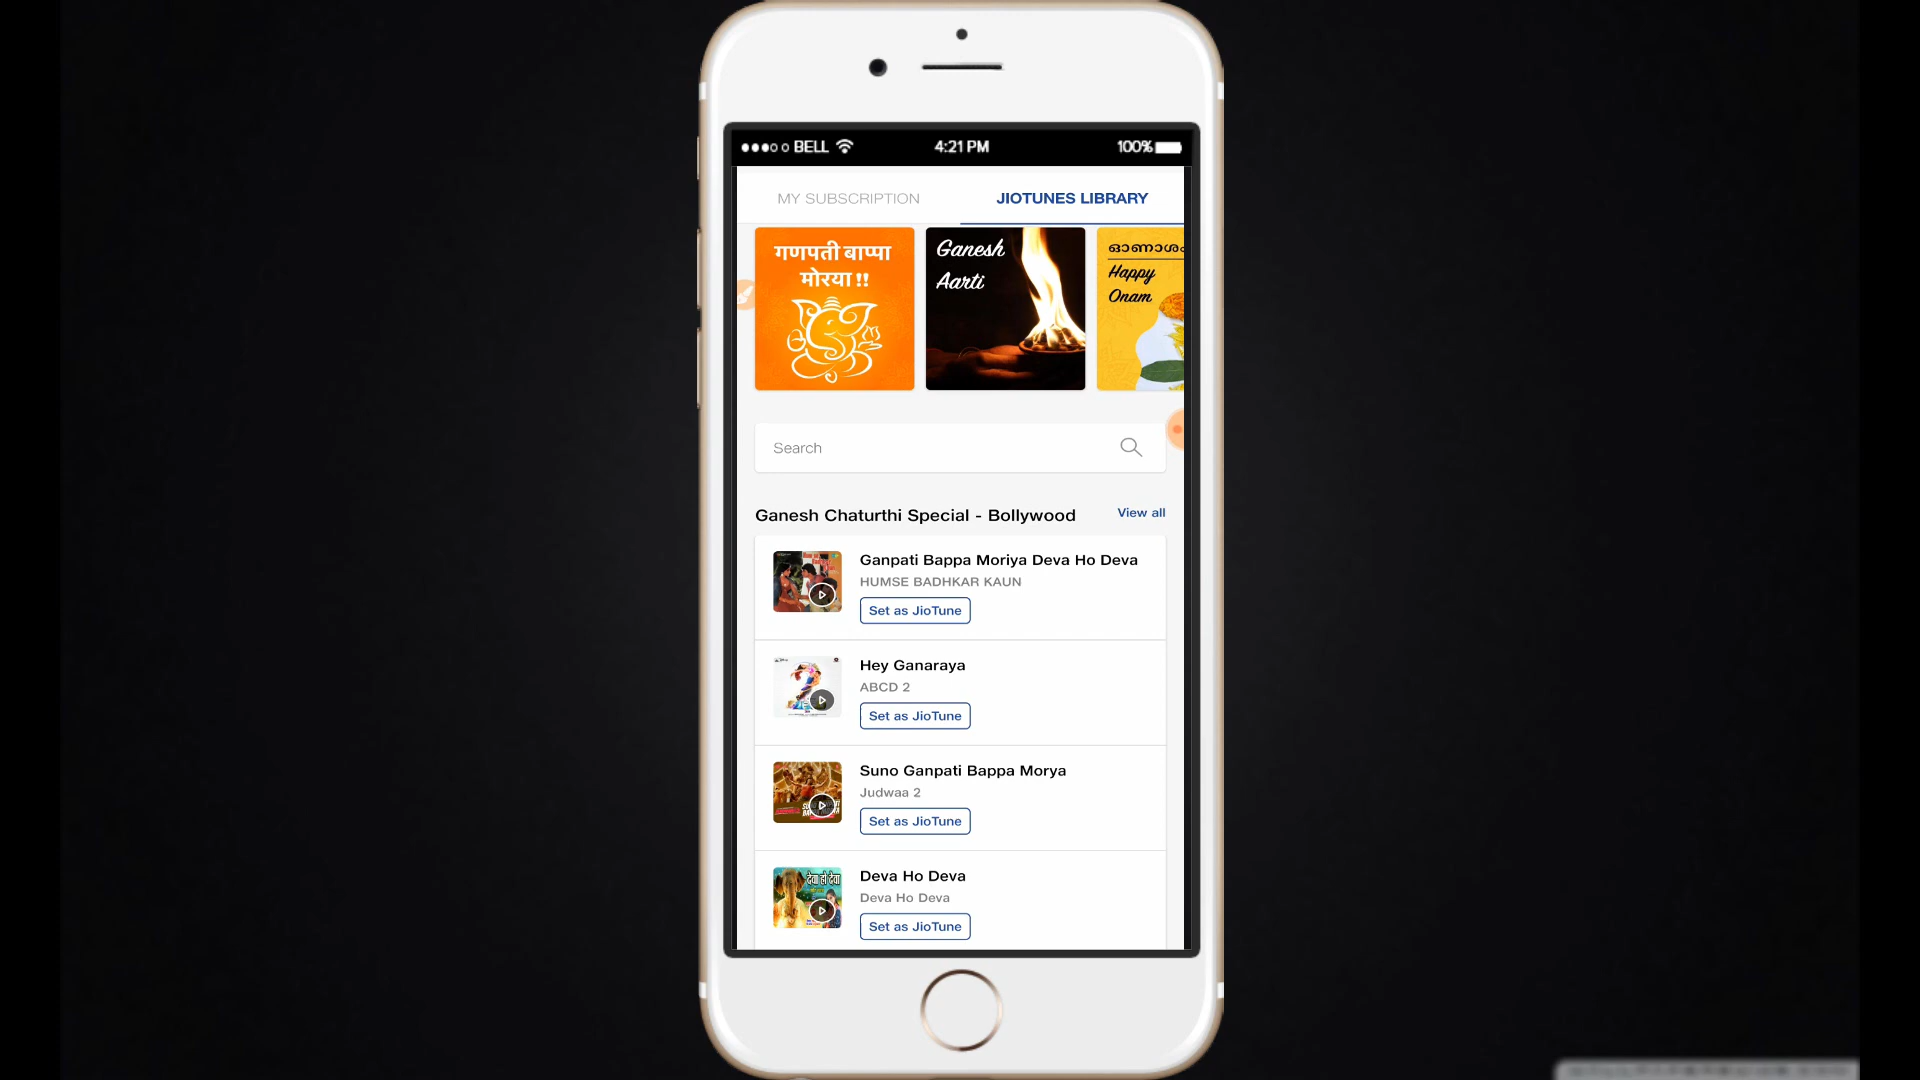 BELL 4:21 PM 100%
MY SUBSCRIPTION JIOTUNES LIBRARY
गणपती बाप्पा
मोरया !!
Ganesh
Aarti
Happy
Onam
Search
Ganesh Chaturthi Special - Bollywood View all
Ganpati Bappa Moriya Deva Ho Deva
HUMSE BADHKAR KAUN
Set as JioTune
Hey Ganaraya
ABCD 2
Set as JioTune
Suno Ganpati Bappa Morya
Judwaa 2
Set as JioTune
देवा हो देवा
Deva Ho Deva
Deva Ho Deva
Set as JioTune